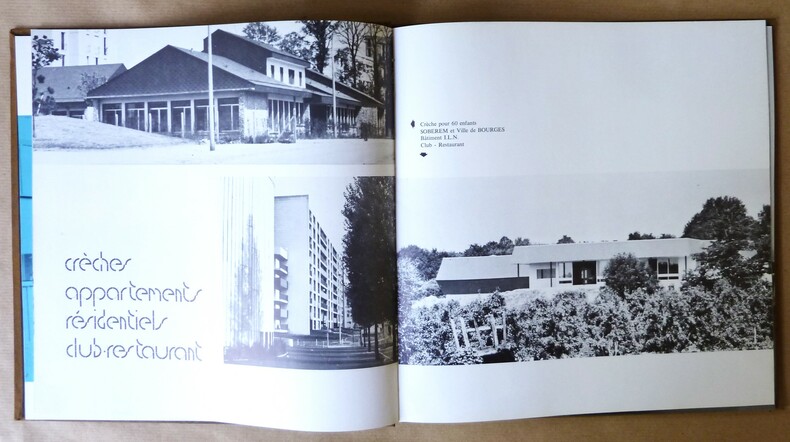 crèches
appartements
résidentiels
club-restaurant
Crèche pour 60 enfants
SOBEREM et Ville de BOURGES
Bâtiment I.L.N.
Club - Restaurant